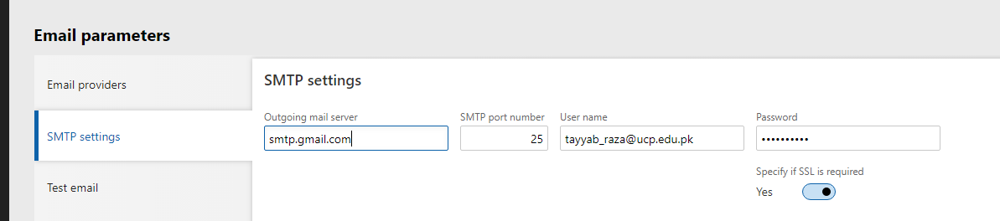 Email parameters
Email providers
SMTP settings
Test email
SMTP settings
Outgoing mail server SMTP port number User name Password
smtp.gmail.com 25 tayyab_raza@ucp.edu.pk ••••••••••
Specify if SSL is required
Yes